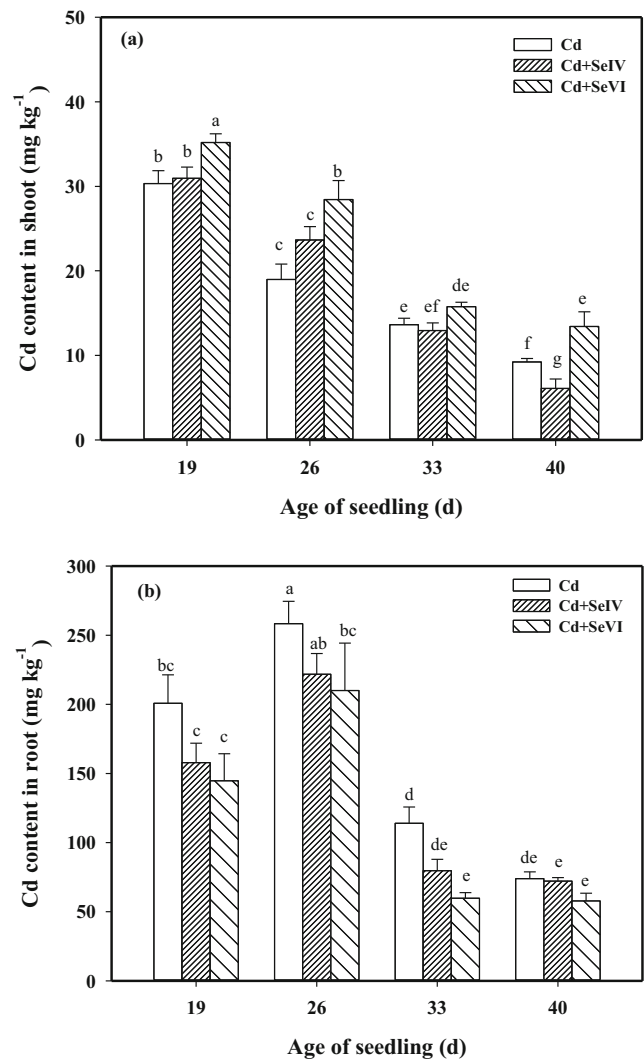 (a)
Cd
Cd+SeIV
Cd+SeVI
Cd content in shoot (mg kg⁻¹)
50
40
30
20
10
0
b b a
c c b
e ef de
f g e
19 26 33 40
Age of seedling (d)
(b)
Cd
Cd+SeIV
Cd+SeVI
Cd content in root (mg kg⁻¹)
300
250
200
150
100
50
0
bc c c
a ab bc
d de e
de e e
19 26 33 40
Age of seedling (d)